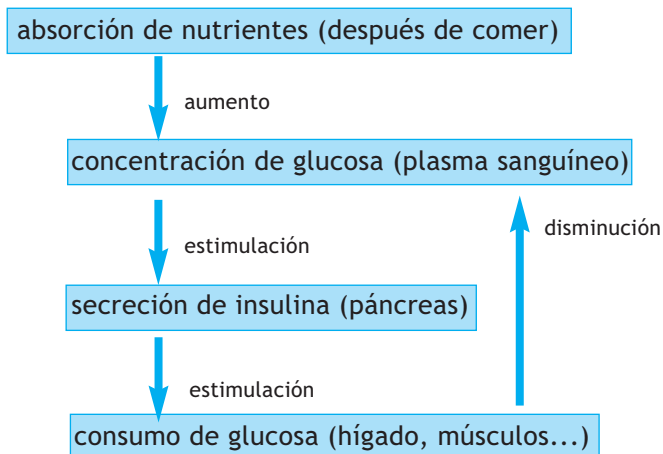 absorción de nutrientes (después de comer)
aumento
concentración de glucosa (plasma sanguíneo)
disminución
estimulación
secreción de insulina (páncreas)
estimulación
consumo de glucosa (hígado, músculos...)